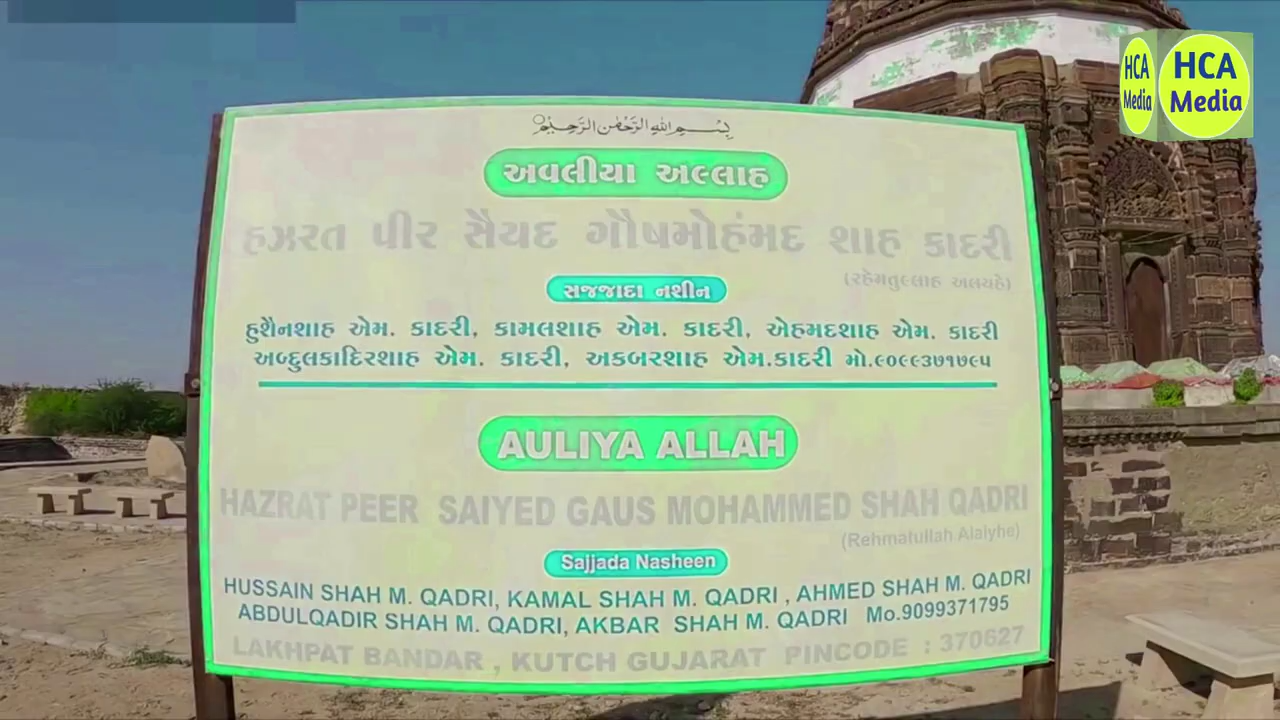 بِسْمِ اللهِ الرَّحْمٰنِ الرَّحِيْمِ
અવલીયા અલ્લાહ
હઝરત પીર સૈયદ ગૌષમોહંમદ શાહ કાદરી
(રહેમતુલ્લાહ અલયહે)
સજજાદા નશીન
હુશૈનશાહ એમ. કાદરી, કામલશાહ એમ. કાદરી, એહમદશાહ એમ. કાદરી
અબ્દુલકાદિરશાહ એમ. કાદરી, અકબરશાહ એમ.કાદરી મો.૯૦૯૯૩૭૧૭૯૫
AULIYA ALLAH
HAZRAT PEER SAIYED GAUS MOHAMMED SHAH QADRI
(Rehmatullah Alaiyhe)
Sajjada Nasheen
HUSSAIN SHAH M. QADRI, KAMAL SHAH M. QADRI , AHMED SHAH M. QADRI
ABDULQADIR SHAH M. QADRI, AKBAR SHAH M. QADRI Mo.9099371795
LAKHPAT BANDAR , KUTCH GUJARAT PINCODE : 370627
HCA
Media
HCA
Media